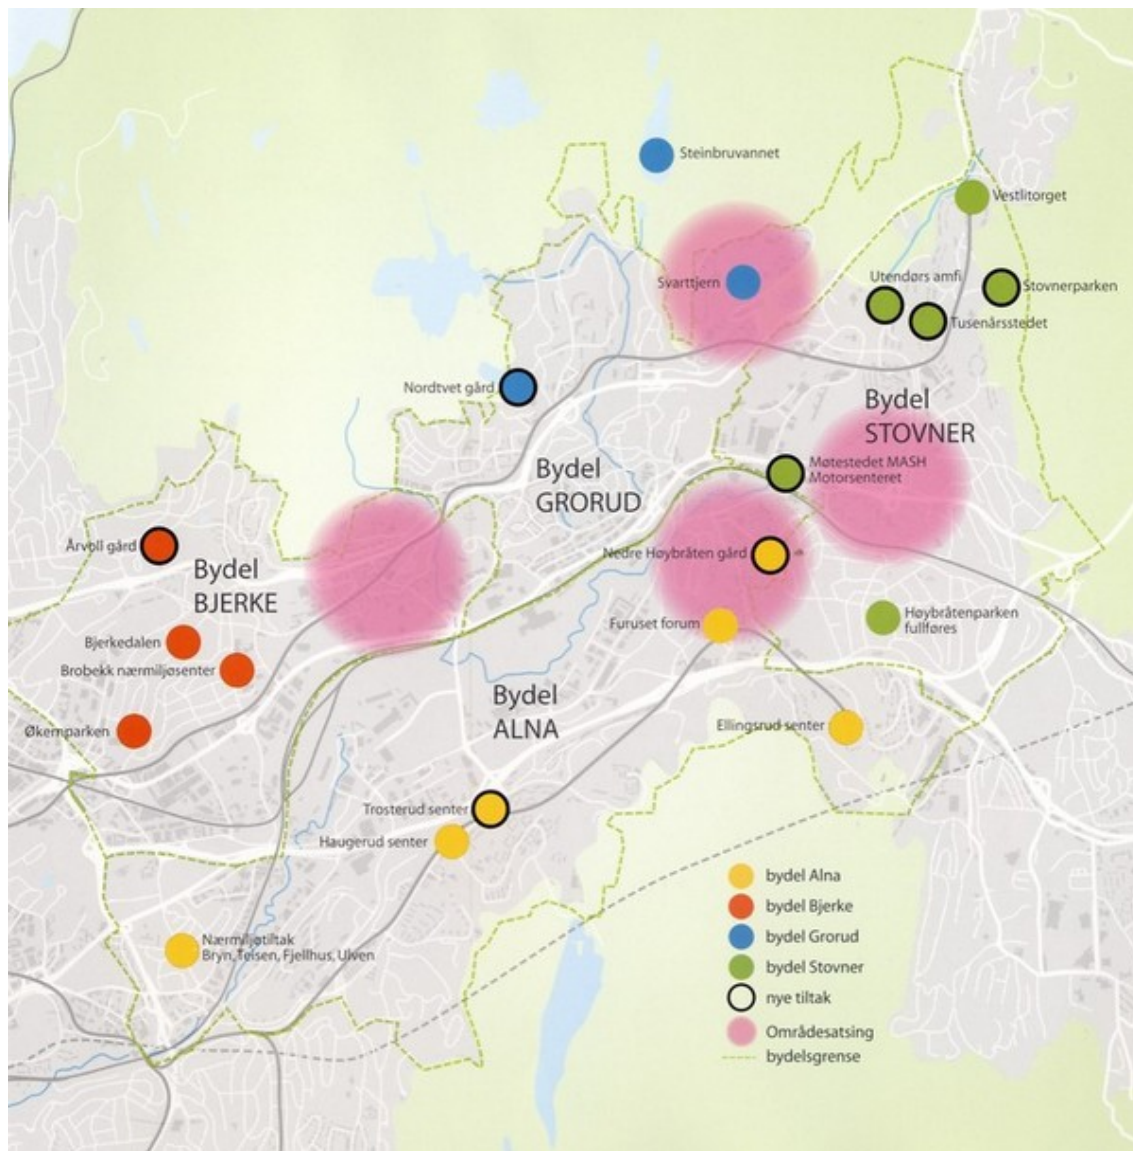 Steinbruvannet
Vestlitorget
Svarttjern
Utendørs amfi
Stovnerparken
Tusenårsstedet
Nordtvet gård
Bydel
STOVNER
Møtestedet MASH
Motorsenteret
Bydel
GRORUD
Årvoll gård
Nedre Høybråten gård
Bydel
BJERKE
Høybråtenparken
fullføres
Furuset forum
Bjerkedalen
Brobekk nærmiljøsenter
Bydel
ALNA
Ellingsrud senter
Økernparken
Trosterud senter
Haugerud senter
Nærmiljøtiltak
Bryn, Teisen, Fjellhus, Ulven
bydel Alna
bydel Bjerke
bydel Grorud
bydel Stovner
nye tiltak
Områdesatsing
bydelsgrense